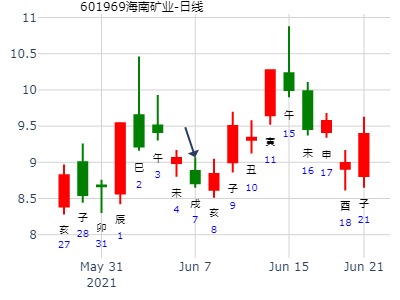 601969海南矿业-日线
11
10.5
10
9.5
9
8.5
8
亥
27
子
28
卯
31
辰
1
巳
2
午
3
未
4
戌
7
亥
8
子
9
丑
10
寅
11
午
15
未
16
申
17
酉
18
子
21
May 31
2021
Jun 7
Jun 15
Jun 21